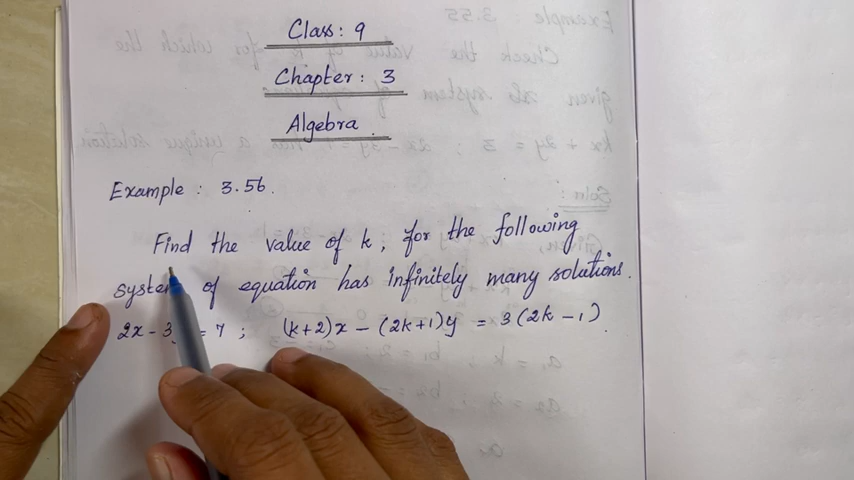 Class: 9
Chapter: 3
Algebra
Example: 3.56.
Find the value of k, for the following
system of equation has infinitely many solutions.
2x - 3y = 7; (k+2)x - (2k+1)y = 3(2k-1).